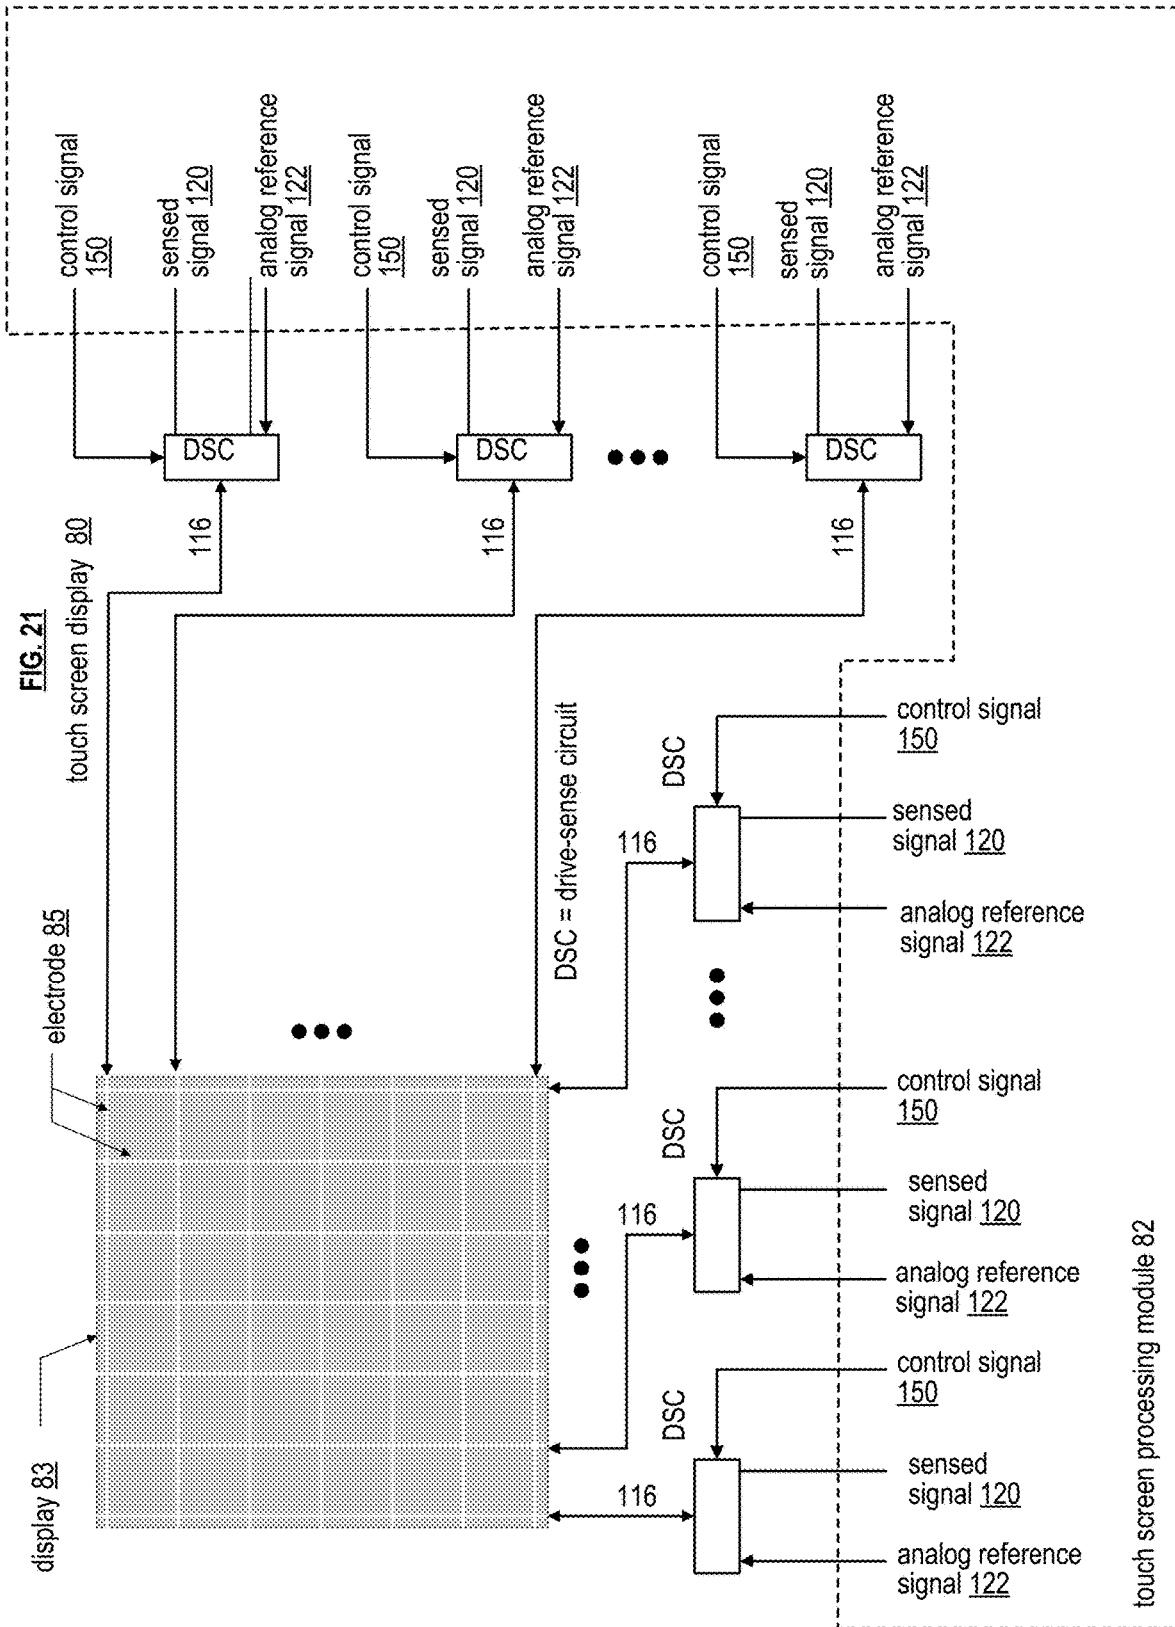 FIG. 21
touch screen display 80
control signal
150
sensed
signal 120
analog reference
signal 122
control signal
150
sensed
signal 120
analog reference
signal 122
control signal
150
sensed
signal 120
analog reference
signal 122
DSC
DSC
DSC
116
116
116
electrode 85
display 83
DSC = drive-sense circuit
116
DSC
control signal
150
sensed
signal 120
analog reference
signal 122
116
DSC
control signal
150
sensed
signal 120
analog reference
signal 122
116
DSC
control signal
150
sensed
signal 120
analog reference
signal 122
touch screen processing module 82